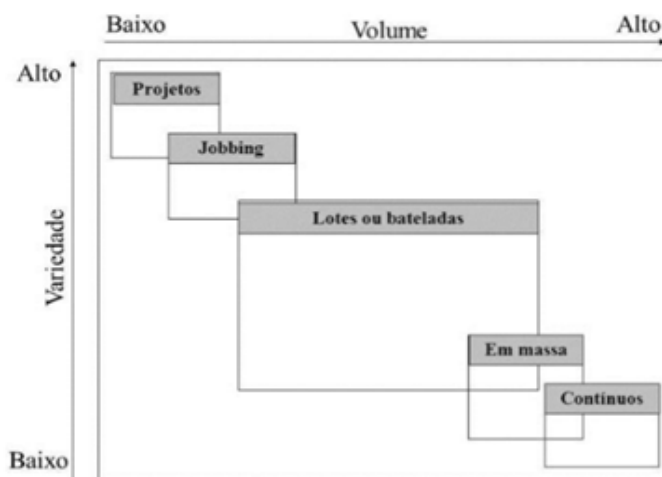 Baixo Volume Alto
Alto
Projetos
Jobbing
Lotes ou bateladas
Variedade
Em massa
Contínuos
Baixo